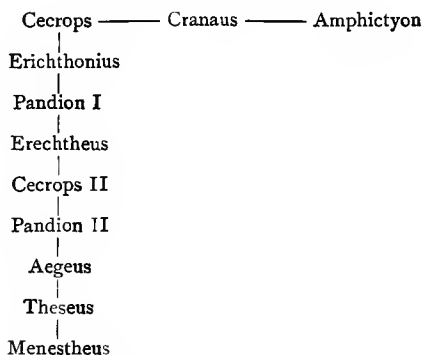 Cecrops Cranaus Amphictyon
Erichthonius
Pandion I
Erechtheus
Cecrops II
Pandion II
Aegeus
Theseus
Menestheus